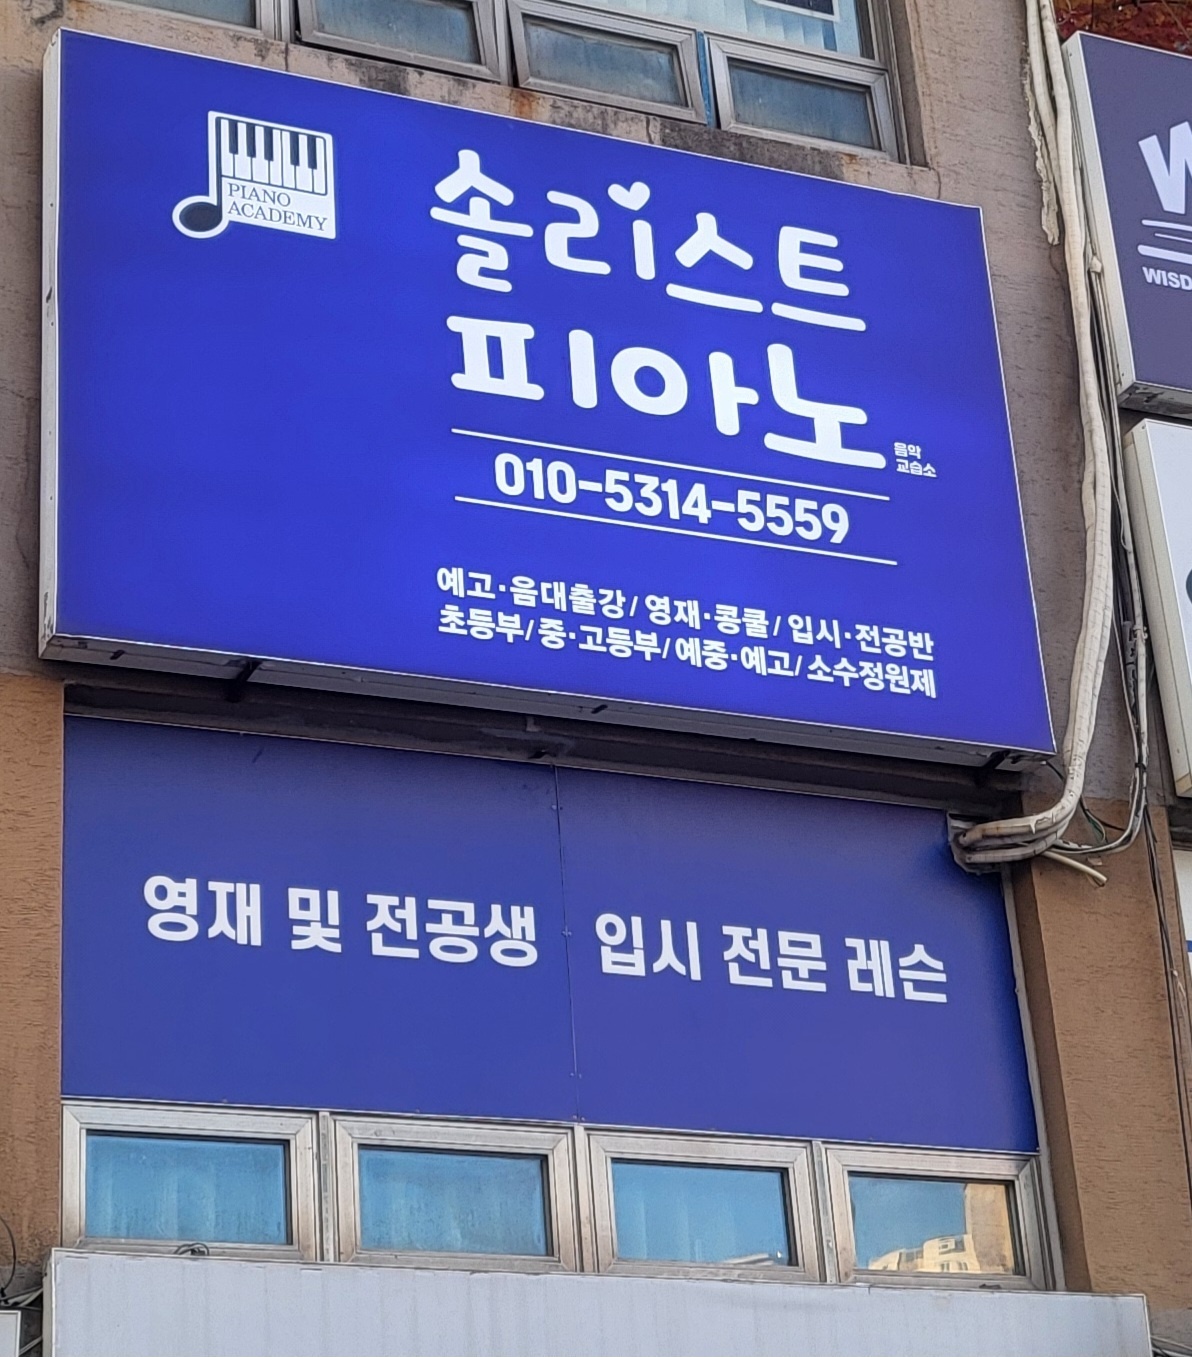 PIANO
ACADEMY
솔리스트
피아노
음악
교습소
010-5314-5559
예고·음대출강/영재·콩쿨/입시·전공반
초등부/중·고등부/예중·예고/소수정원제
영재 및 전공생 입시 전문 레슨